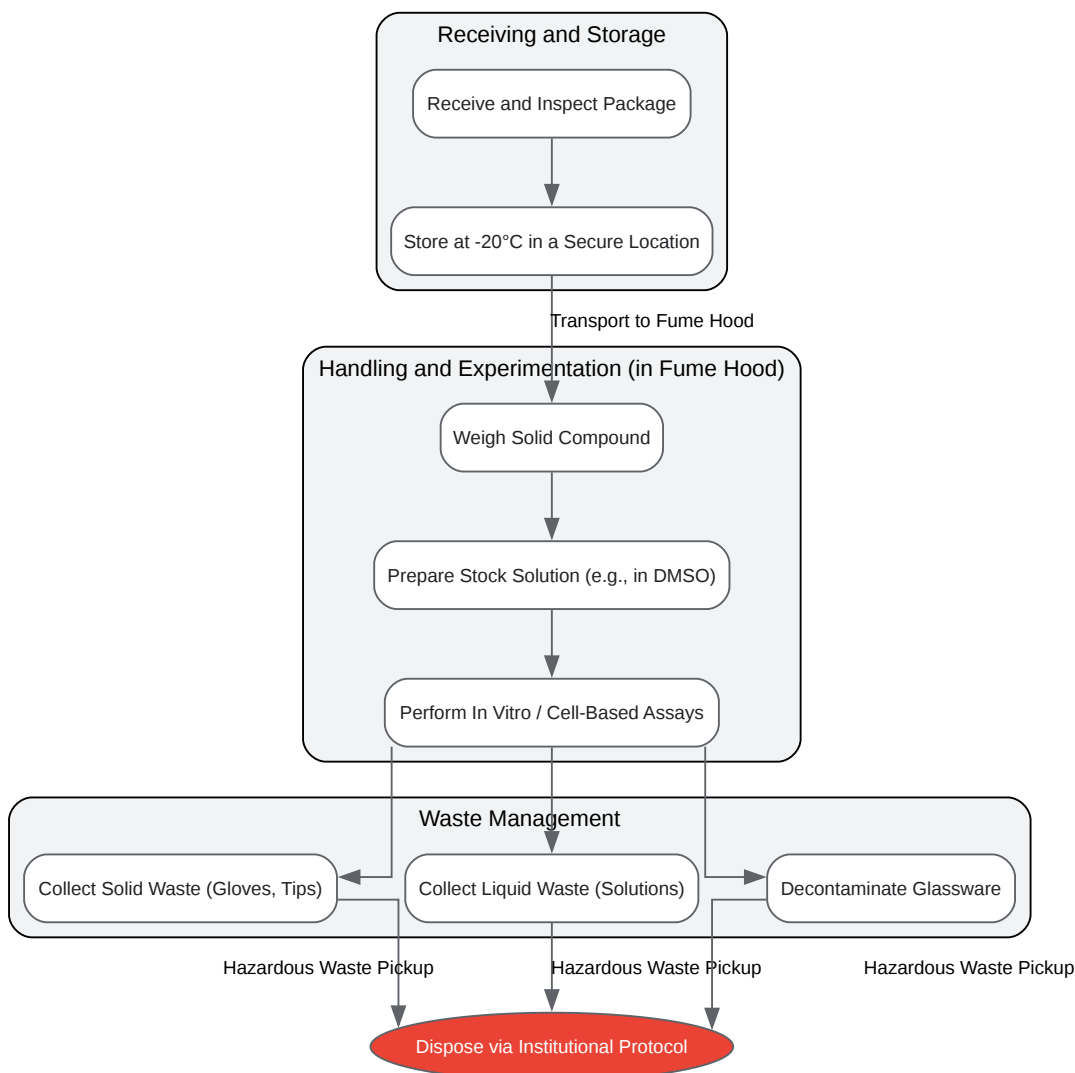 Receiving and Storage
Receive and Inspect Package
Store at -20°C in a Secure Location
Transport to Fume Hood
Handling and Experimentation (in Fume Hood)
Weigh Solid Compound
Prepare Stock Solution (e.g., in DMSO)
Perform In Vitro / Cell-Based Assays
Waste Management
Collect Solid Waste (Gloves, Tips)
Collect Liquid Waste (Solutions)
Decontaminate Glassware
Hazardous Waste Pickup
Hazardous Waste Pickup
Hazardous Waste Pickup
Dispose via Institutional Protocol